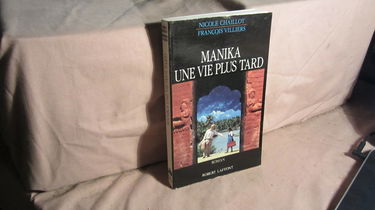 NICOLE CHAILLOT
FRANÇOIS VILLIERS
MANIKA
UNE VIE PLUS TARD
ROMAN
ROBERT LAFFONT